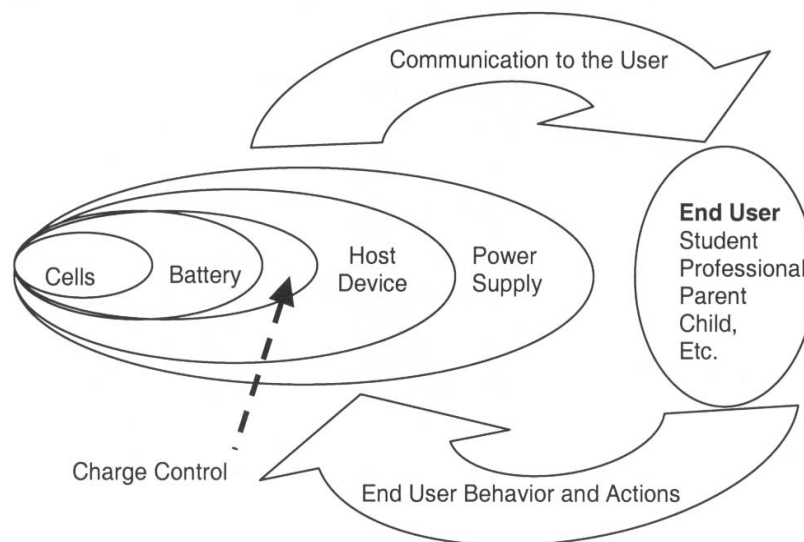 Communication to the User
End User
Student
Professional
Parent
Child,
Etc.
Cells
Battery
Host
Device
Power
Supply
Charge Control
End User Behavior and Actions